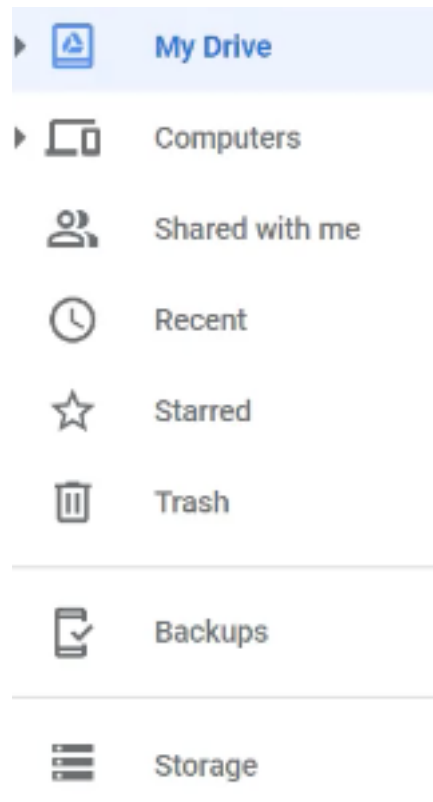 My Drive
Computers
Shared with me
Recent
Starred
Trash
Backups
Storage